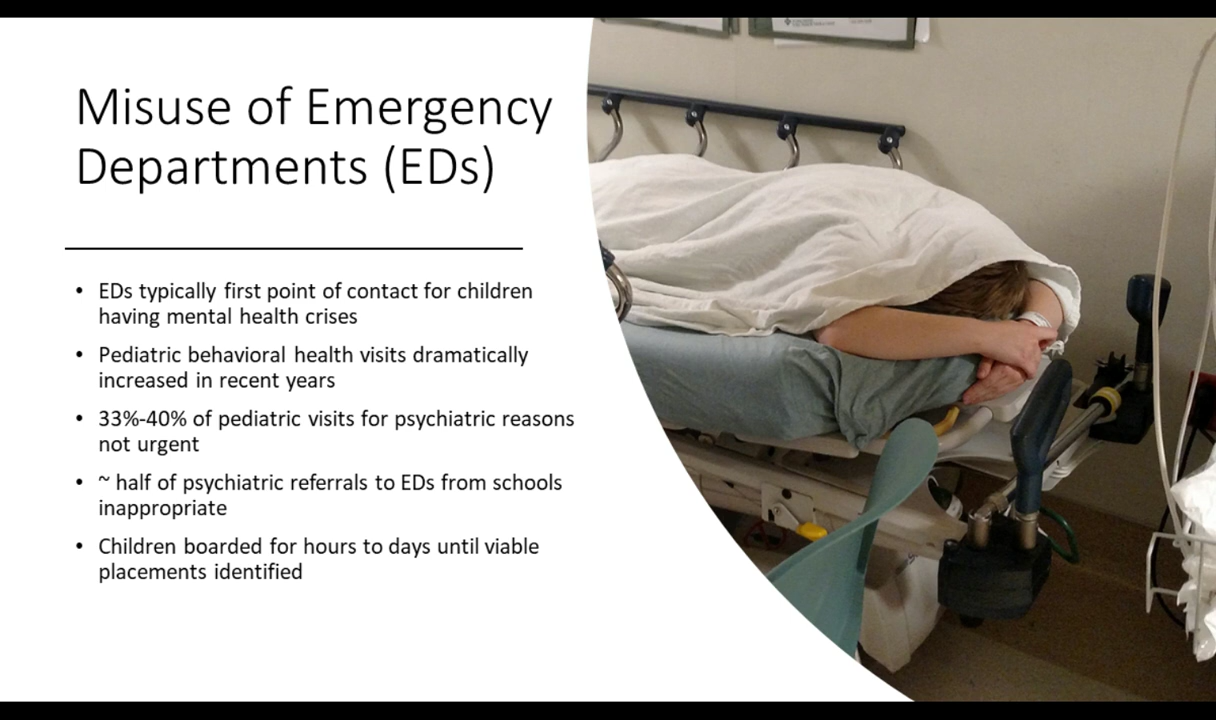 Misuse of Emergency
Departments (EDs)
• EDs typically first point of contact for children
having mental health crises
• Pediatric behavioral health visits dramatically
increased in recent years
• 33%-40% of pediatric visits for psychiatric reasons
not urgent
• ~ half of psychiatric referrals to EDs from schools
inappropriate
• Children boarded for hours to days until viable
placements identified